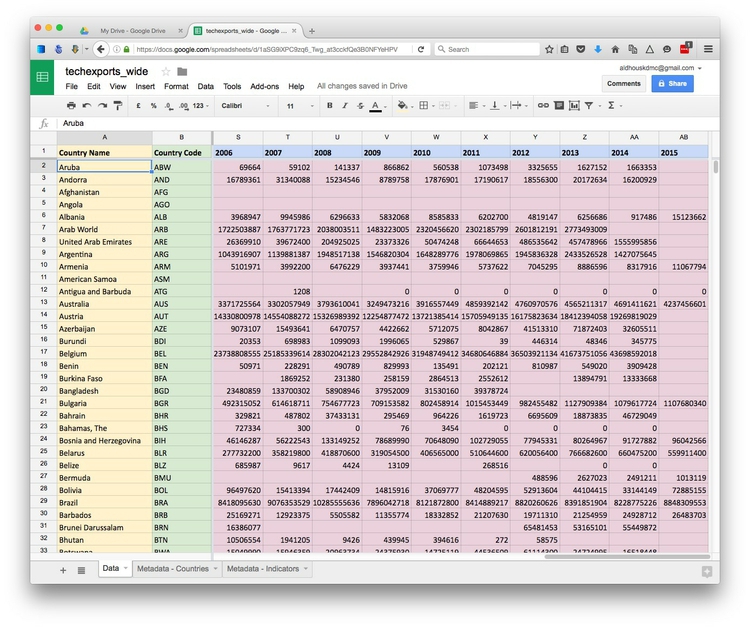 My Drive - Google Drive × techexports_wide - Google ... × +
https://docs.google.com/spreadsheets/d/ Search
techexports_wide
aldhouskdmc@gmail.com
File Edit View Insert Format Data Tools Add-ons Help All changes saved in Drive Comments Share
£ % .0 .00 123 Calibri 11 B I S A
fx Aruba
A B S T U V W X Y Z AA AB
1 Country Name Country Code 2006 2007 2008 2009 2010 2011 2012 2013 2014 2015
2 Aruba ABW 69664 59102 141337 866862 560538 1073498 3325655 1627152 1663353
3 Andorra AND 16789361 31340088 15234546 8789758 17876901 17190617 18556300 20172634 16200929
4 Afghanistan AFG
5 Angola AGO
6 Albania ALB 3968947 9945986 6296633 5832068 8585833 6202700 4819147 6256686 917486 15123662
7 Arab World ARB 1722503887 1763771723 2038003511 1483223005 2320456620 2302185799 2601812191 2773493009
8 United Arab Emirates ARE 26369910 39672400 204925025 23373326 50474248 66644653 486535642 457478966 1555995856
9 Argentina ARG 1043916907 1139881387 1948517138 1546820304 1648289776 1978069865 1945836328 2433526528 1427075645
10 Armenia ARM 5101971 3992200 6476229 3937441 3759946 5737622 7045295 8886596 8317916 11067794
11 American Samoa ASM
12 Antigua and Barbuda ATG 1208 0 0 0 0 0 0
13 Australia AUS 3371725564 3302057949 3793610041 3249473216 3916557449 4859392142 4760970576 4565211317 4691411621 4237456601
14 Austria AUT 14330800978 14554088272 15326989392 12254877472 13721385414 15705949135 16175823634 18412394058 19269819029
15 Azerbaijan AZE 9073107 15493641 6470757 4422662 5712075 8042867 41513310 71872403 32605511
16 Burundi BDI 20353 698983 1099093 1996065 529867 39 446314 48346 345775
17 Belgium BEL 23738808555 25185339614 28302042123 29552842926 31948749412 34680646884 36503921134 41673751056 43698592018
18 Benin BEN 50971 228291 490789 829993 135491 202121 810987 549020 3909428
19 Burkina Faso BFA 1869252 231380 258159 2864513 2552612 13894791 13333668
20 Bangladesh BGD 23480859 133700302 58908946 37952009 31530160 39378724
21 Bulgaria BGR 492315052 614618711 754677723 709153582 802458914 1015453449 982455482 1127909384 1079617724 1107680340
22 Bahrain BHR 329821 487802 37433131 295469 964226 1619723 6695609 18873835 46729049
23 Bahamas, The BHS 727334 300 0 76 3454 0 0 0
24 Bosnia and Herzegovina BIH 46146287 56222543 133149252 78689990 70648090 102729055 77945331 80264967 91727882 96042566
25 Belarus BLR 277732200 358219800 418870600 319054500 406565000 510644600 620056400 766682600 660475200 559911400
26 Belize BLZ 685987 9617 4424 13109 268516 0 0
27 Bermuda BMU 488596 2627023 2491211 1013119
28 Bolivia BOL 96497620 15413394 17442409 14815916 37069777 48204595 52913604 44104415 33144149 72885155
29 Brazil BRA 8418095630 9076353529 10285555636 7896042718 8121872800 8414889217 8820260626 8391851904 8228775226 8848309553
30 Barbados BRB 25169271 12923375 5505582 11355774 18332852 21207630 19711310 21254959 24928712 26483703
31 Brunei Darussalam BRN 16386077 65481453 53165101 55449872
32 Bhutan BTN 10506554 1941205 9426 439945 394616 272 58575
33 Botswana BWA
+ Data Metadata - Countries Metadata - Indicators